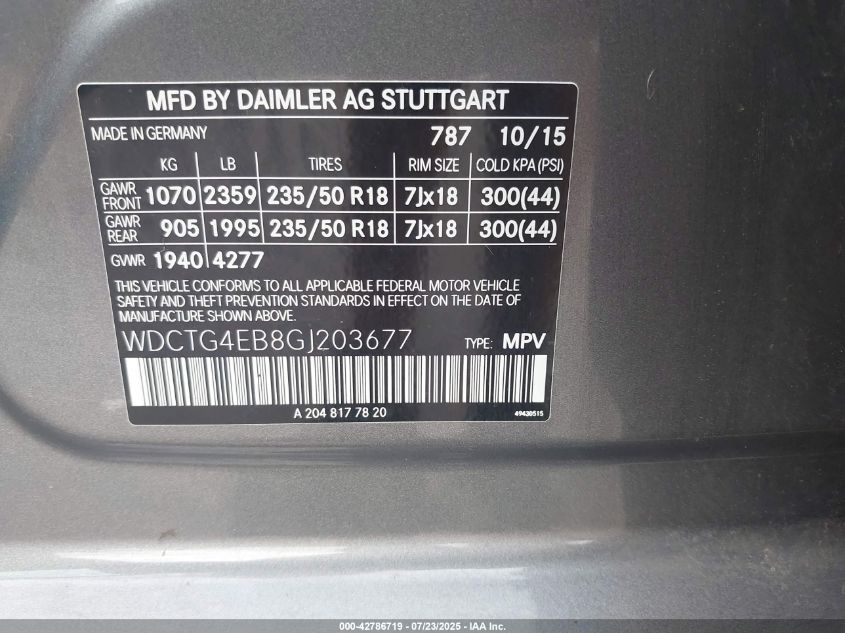 MFD BY DAIMLER AG STUTTGART
MADE IN GERMANY 787 10/15
KG LB TIRES RIM SIZE COLD KPA (PSI)
GAWR FRONT 1070 2359 235/50 R18 7Jx18 300(44)
GAWR REAR 905 1995 235/50 R18 7Jx18 300(44)
GVWR 1940 4277
THIS VEHICLE CONFORMS TO ALL APPLICABLE FEDERAL MOTOR VEHICLE
SAFETY AND THEFT PREVENTION STANDARDS IN EFFECT ON THE DATE OF
MANUFACTURE SHOWN ABOVE.
WDCTG4EB8GJ203677 TYPE: MPV
A 204 817 78 20 49430515
000-42786719 - 07/23/2025 - IAA Inc.